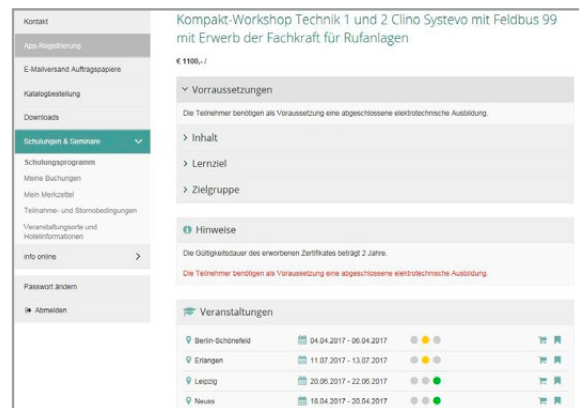 Kontakt
App-Registrierung
E-Mailversand Auftragspapiere
Katalogbestellung
Downloads
Schulungen & Seminare
Schulungsprogramm
Meine Buchungen
Mein Merkzettel
Teilnahme- und Stornobedingungen
Veranstaltungsorte und
Hotelinformationen
info online
Passwort ändern
Abmelden
Kompakt-Workshop Technik 1 und 2 Clino Systevo mit Feldbus 99
mit Erwerb der Fachkraft für Rufanlagen
€ 1100,- /
Vorraussetzungen
Die Teilnehmer benötigen als Voraussetzung eine abgeschlossene elektrotechnische Ausbildung.
Inhalt
Lernziel
Zielgruppe
Hinweise
Die Gültigkeitsdauer des erworbenen Zertifikates beträgt 2 Jahre.
Die Teilnehmer benötigen als Voraussetzung eine abgeschlossene elektrotechnische Ausbildung.
Veranstaltungen
Berlin-Schönefeld 04.04.2017 - 06.04.2017
Erlangen 11.07.2017 - 13.07.2017
Leipzig 20.06.2017 - 22.06.2017
Neuss 18.04.2017 - 20.04.2017